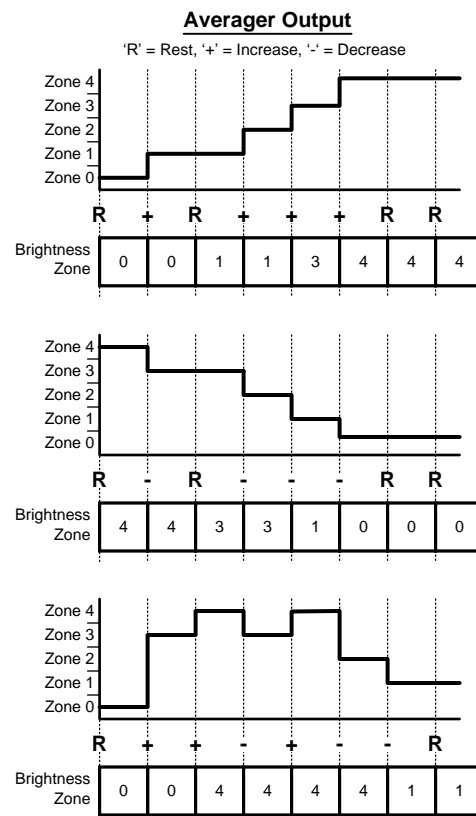 Averager Output
‘R’ = Rest, ‘+’ = Increase, ‘-‘ = Decrease
Zone 4
Zone 3
Zone 2
Zone 1
Zone 0
R + R + + + R R
Brightness
Zone
0 0 1 1 3 4 4 4
Zone 4
Zone 3
Zone 2
Zone 1
Zone 0
R - R - - - R R
Brightness
Zone
4 4 3 3 1 0 0 0
Zone 4
Zone 3
Zone 2
Zone 1
Zone 0
R + + - + - - R
Brightness
Zone
0 0 4 4 4 4 1 1